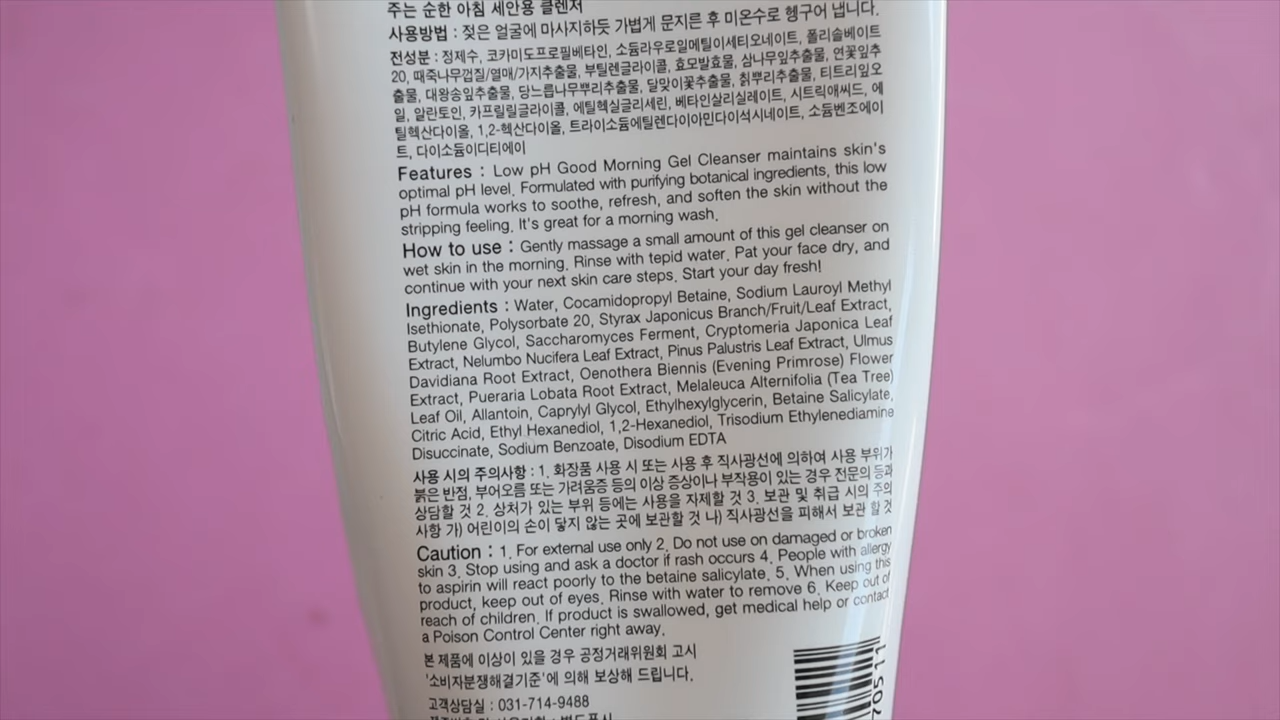 주는 순한 아침 세안용 클렌저
사용방법 : 젖은 얼굴에 마사지하듯 가볍게 문지른 후 미온수로 헹구어 냅니다.
전성분 : 정제수, 코카미도프로필베타인, 소듐라우로일메틸이세티오네이트, 폴리솔베이트
20, 때죽나무껍질/열매/가지추출물, 부틸렌글라이콜, 효모발효물, 삼나무잎추출물, 연꽃잎추
출물, 대왕송잎추출물, 당느릅나무뿌리추출물, 달맞이꽃추출물, 칡뿌리추출물, 티트리잎오
일, 알란토인, 카프릴릴글라이콜, 에틸헥실글리세린, 베타인살리실레이트, 시트릭애씨드, 에
틸헥산다이올, 1,2-헥산다이올, 트라이소듐에틸렌다이아민다이석시네이트, 소듐벤조에이
트, 다이소듐이디티에이
Features : Low pH Good Morning Gel Cleanser maintains skin's
optimal pH level. Formulated with purifying botanical ingredients, this low
pH formula works to soothe, refresh, and soften the skin without the
stripping feeling. It's great for a morning wash.
How to use : Gently massage a small amount of this gel cleanser on
wet skin in the morning. Rinse with tepid water. Pat your face dry, and
continue with your next skin care steps. Start your day fresh!
Ingredients : Water, Cocamidopropyl Betaine, Sodium Lauroyl Methyl
Isethionate, Polysorbate 20, Styrax Japonicus Branch/Fruit/Leaf Extract,
Butylene Glycol, Saccharomyces Ferment, Cryptomeria Japonica Leaf
Extract, Nelumbo Nucifera Leaf Extract, Pinus Palustris Leaf Extract, Ulmus
Davidiana Root Extract, Oenothera Biennis (Evening Primrose) Flower
Extract, Pueraria Lobata Root Extract, Melaleuca Alternifolia (Tea Tree)
Leaf Oil, Allantoin, Caprylyl Glycol, Ethylhexylglycerin, Betaine Salicylate,
Citric Acid, Ethyl Hexanediol, 1,2-Hexanediol, Trisodium Ethylenediamine
Disuccinate, Sodium Benzoate, Disodium EDTA
사용 시의 주의사항 : 1. 화장품 사용 시 또는 사용 후 직사광선에 의하여 사용 부위가
붉은 반점, 부어오름 또는 가려움증 등의 이상 증상이나 부작용이 있는 경우 전문의 등과
상담할 것 2. 상처가 있는 부위 등에는 사용을 자제할 것 3. 보관 및 취급 시의 주의
사항 가) 어린이의 손이 닿지 않는 곳에 보관할 것 나) 직사광선을 피해서 보관 할 것
Caution : 1. For external use only 2. Do not use on damaged or broken
skin 3. Stop using and ask a doctor if rash occurs 4. People with allergy
to aspirin will react poorly to the betaine salicylate. 5. When using this
product, keep out of eyes. Rinse with water to remove 6. Keep out of
reach of children. If product is swallowed, get medical help or contact
a Poison Control Center right away.
본 제품에 이상이 있을 경우 공정거래위원회 고시
'소비자분쟁해결기준'에 의해 보상해 드립니다.
고객상담실 : 031-714-9488
70511